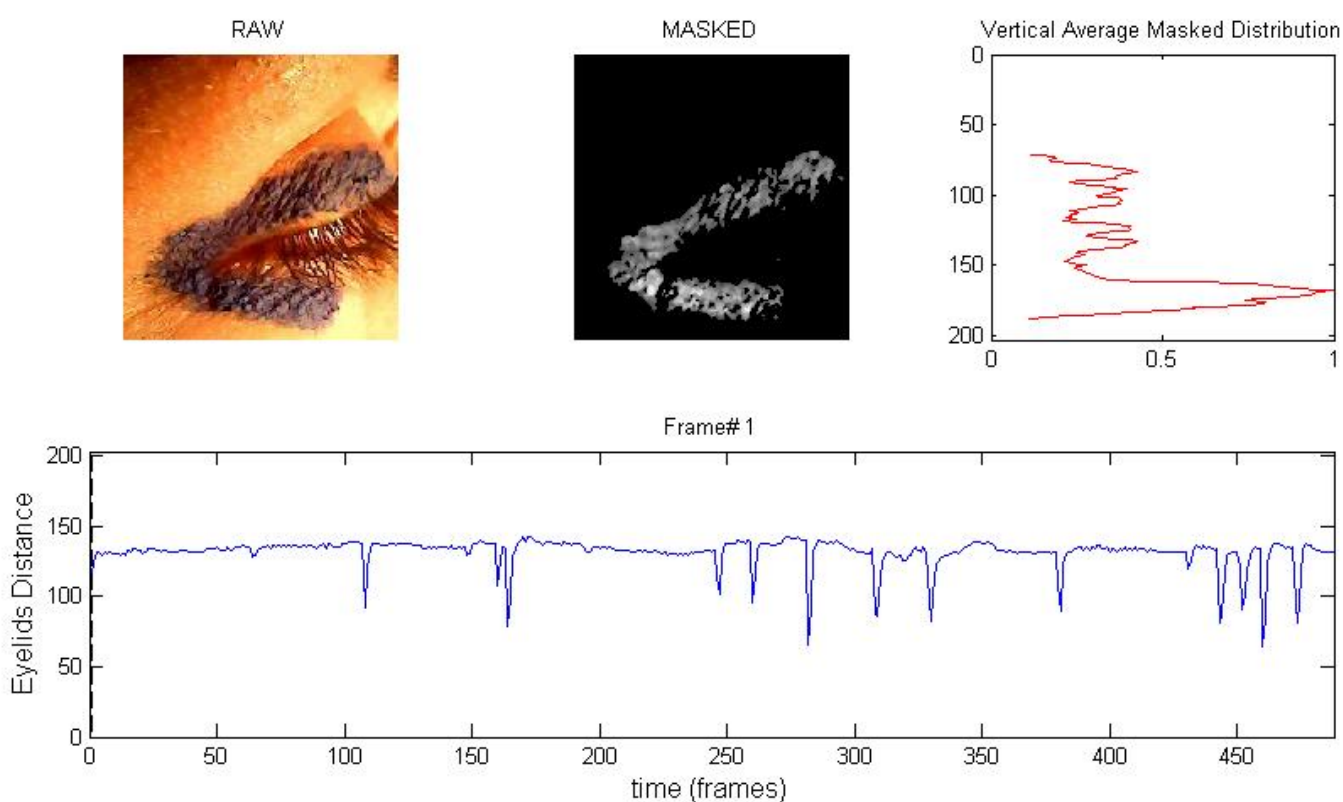 RAW
MASKED
Vertical Average Masked Distribution
0
50
100
150
200
0 0.5 1
Frame# 1
Eyelids Distance
200
150
100
50
0
0 50 100 150 200 250 300 350 400 450
time (frames)